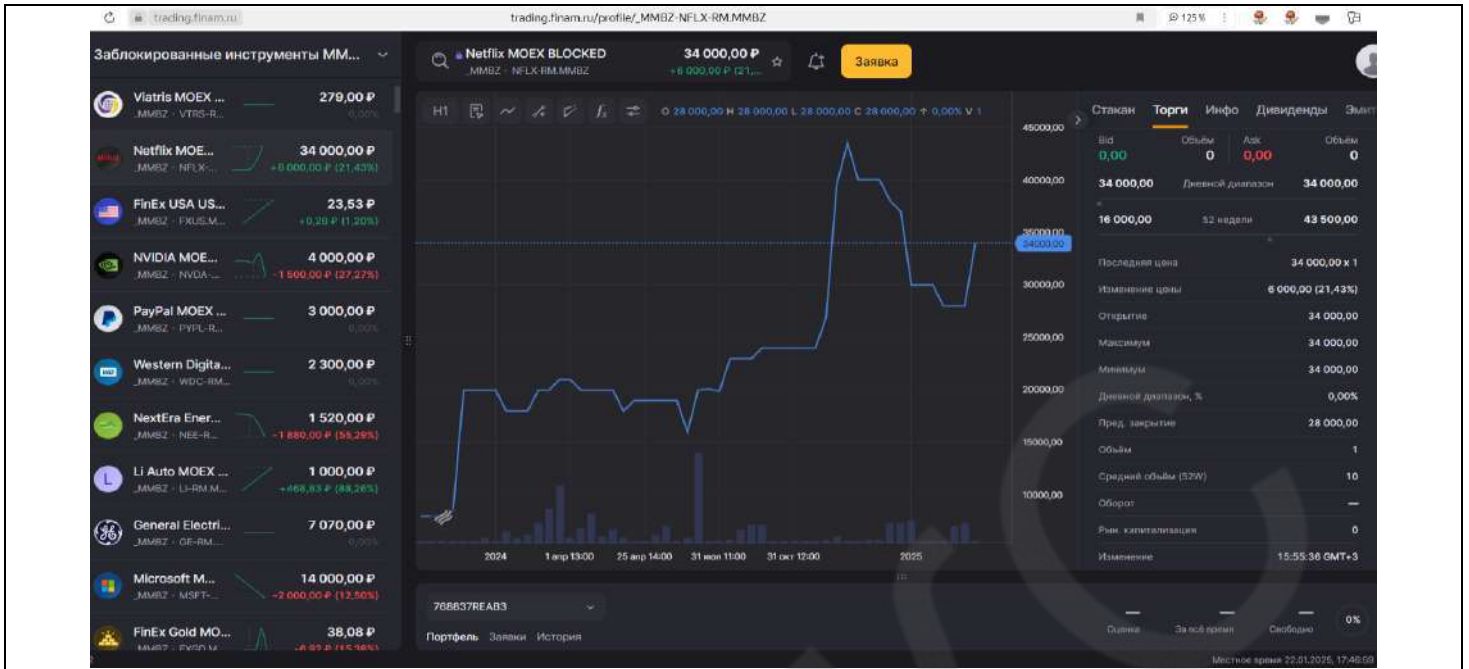 trading.finam.ru
trading.finam.ru/profile/_MMBZ-NFLX-RM.MMBZ
125 %
Заблокированные инструменты ММ...
Viatris MOEX ...
279,00 ₽
_MMBZ · VTRS-R...
0,00%
Netflix MOE...
34 000,00 ₽
_MMBZ · NFLX-...
+6 000,00 ₽ (21,43%)
FinEx USA US...
23,53 ₽
_MMBZ · FXUS.M...
+0,28 ₽ (1,20%)
NVIDIA MOE...
4 000,00 ₽
_MMBZ · NVDA-...
-1 500,00 ₽ (27,27%)
PayPal MOEX ...
3 000,00 ₽
_MMBZ · PYPL-R...
0,00%
Western Digita...
2 300,00 ₽
_MMBZ · WDC-RM...
0,00%
NextEra Ener...
1 520,00 ₽
_MMBZ · NEE-R...
-1 880,00 ₽ (55,29%)
Li Auto MOEX ...
1 000,00 ₽
_MMBZ · LI-RM.M...
+468,83 ₽ (88,26%)
General Electri...
7 070,00 ₽
_MMBZ · GE-RM....
0,00%
Microsoft M...
14 000,00 ₽
_MMBZ · MSFT-...
-2 000,00 ₽ (12,50%)
FinEx Gold MO...
38,08 ₽
_MMBZ · FXGD.M...
-6,92 ₽ (15,38%)
Netflix MOEX BLOCKED
34 000,00 ₽
_MMBZ · NFLX-RM.MMBZ
+6 000,00 ₽ (21,...
Заявка
H1
O 28 000,00 H 28 000,00 L 28 000,00 C 28 000,00 ↑ 0,00% V 1
45000,00
40000,00
35000,00
34000,00
30000,00
25000,00
20000,00
15000,00
10000,00
2024
1 апр 13:00
25 апр 14:00
31 июл 11:00
31 окт 12:00
2025
768837REAB3
Портфель Заявки История
Стакан Торги Инфо Дивиденды Эмит
Bid Объём Ask Объём
0,00 0 0,00 0
34 000,00 Дневной диапазон 34 000,00
16 000,00 52 недели 43 500,00
Последняя цена 34 000,00 x 1
Изменение цены 6 000,00 (21,43%)
Открытие 34 000,00
Максимум 34 000,00
Минимум 34 000,00
Дневной диапазон, % 0,00%
Пред. закрытие 28 000,00
Объём 1
Средний объём (52W) 10
Оборот —
Рын. капитализация 0
Изменение 15:55:36 GMT+3
Оценка За всё время Свободно 0%
Местное время 22.01.2025, 17:46:59